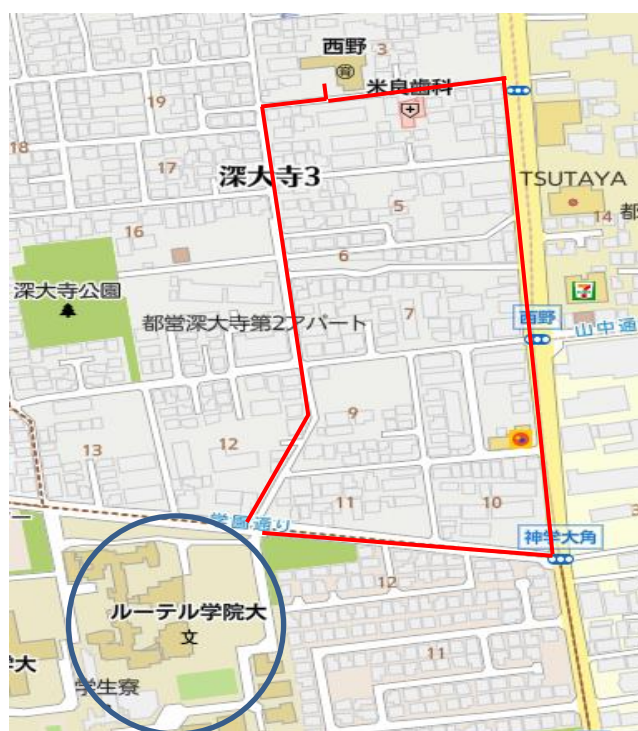 西野
3
米良歯科
19
18
17
深大寺3
TSUTAYA
14
都
5
16
6
深大寺公園
7
都営深大寺第2アパート
西野
山中通
9
13
12
学園通り
11
10
神学大角
ルーテル学院大
文
12
学生寮
11